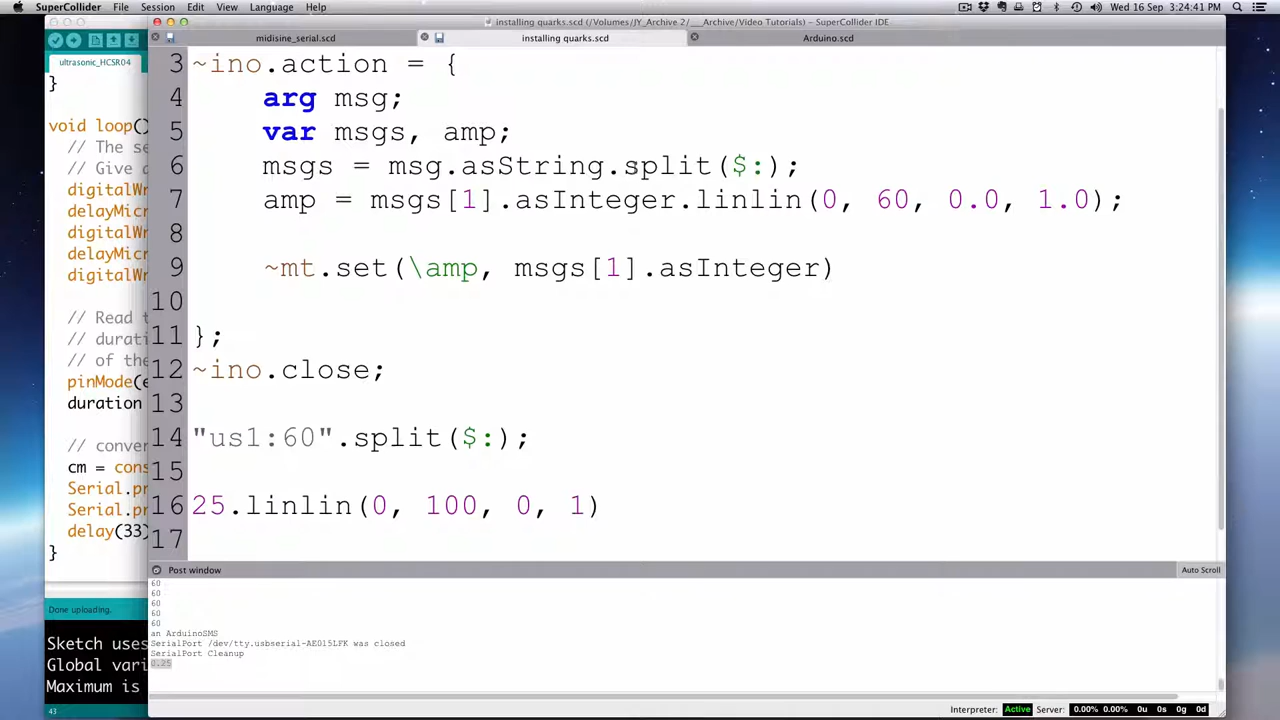 SuperCollider File Session Edit View Language Help Wed 16 Sep 3:24:41 PM
installing quarks.scd (/Volumes/JY_Archive 2/___Archive/Video Tutorials) – SuperCollider IDE
midisine_serial.scd installing quarks.scd Arduino.scd
ultrasonic_HCSR04
}
void loop()
// The se
// Give a
digitalWr
delayMicr
digitalWr
delayMicr
digitalWr
// Read t
// durati
// of the
pinMode(e
duration
// conver
cm = cons
Serial.pr
Serial.pr
delay(33)
}
Done uploading.
Sketch uses
Global vari
Maximum is
43
3 ~ino.action = {
4 arg msg;
5 var msgs, amp;
6 msgs = msg.asString.split($:);
7 amp = msgs[1].asInteger.linlin(0, 60, 0.0, 1.0);
8
9 ~mt.set(\amp, msgs[1].asInteger)
10
11 };
12 ~ino.close;
13
14 "us1:60".split($:);
15
16 25.linlin(0, 100, 0, 1)
17
Post window Auto Scroll
60
60
60
60
60
an ArduinoSMS
SerialPort /dev/tty.usbserial-AE015LFK was closed
SerialPort Cleanup
0.25
Interpreter: Active Server: 0.00% 0.00% 0u 0s 0g 0d